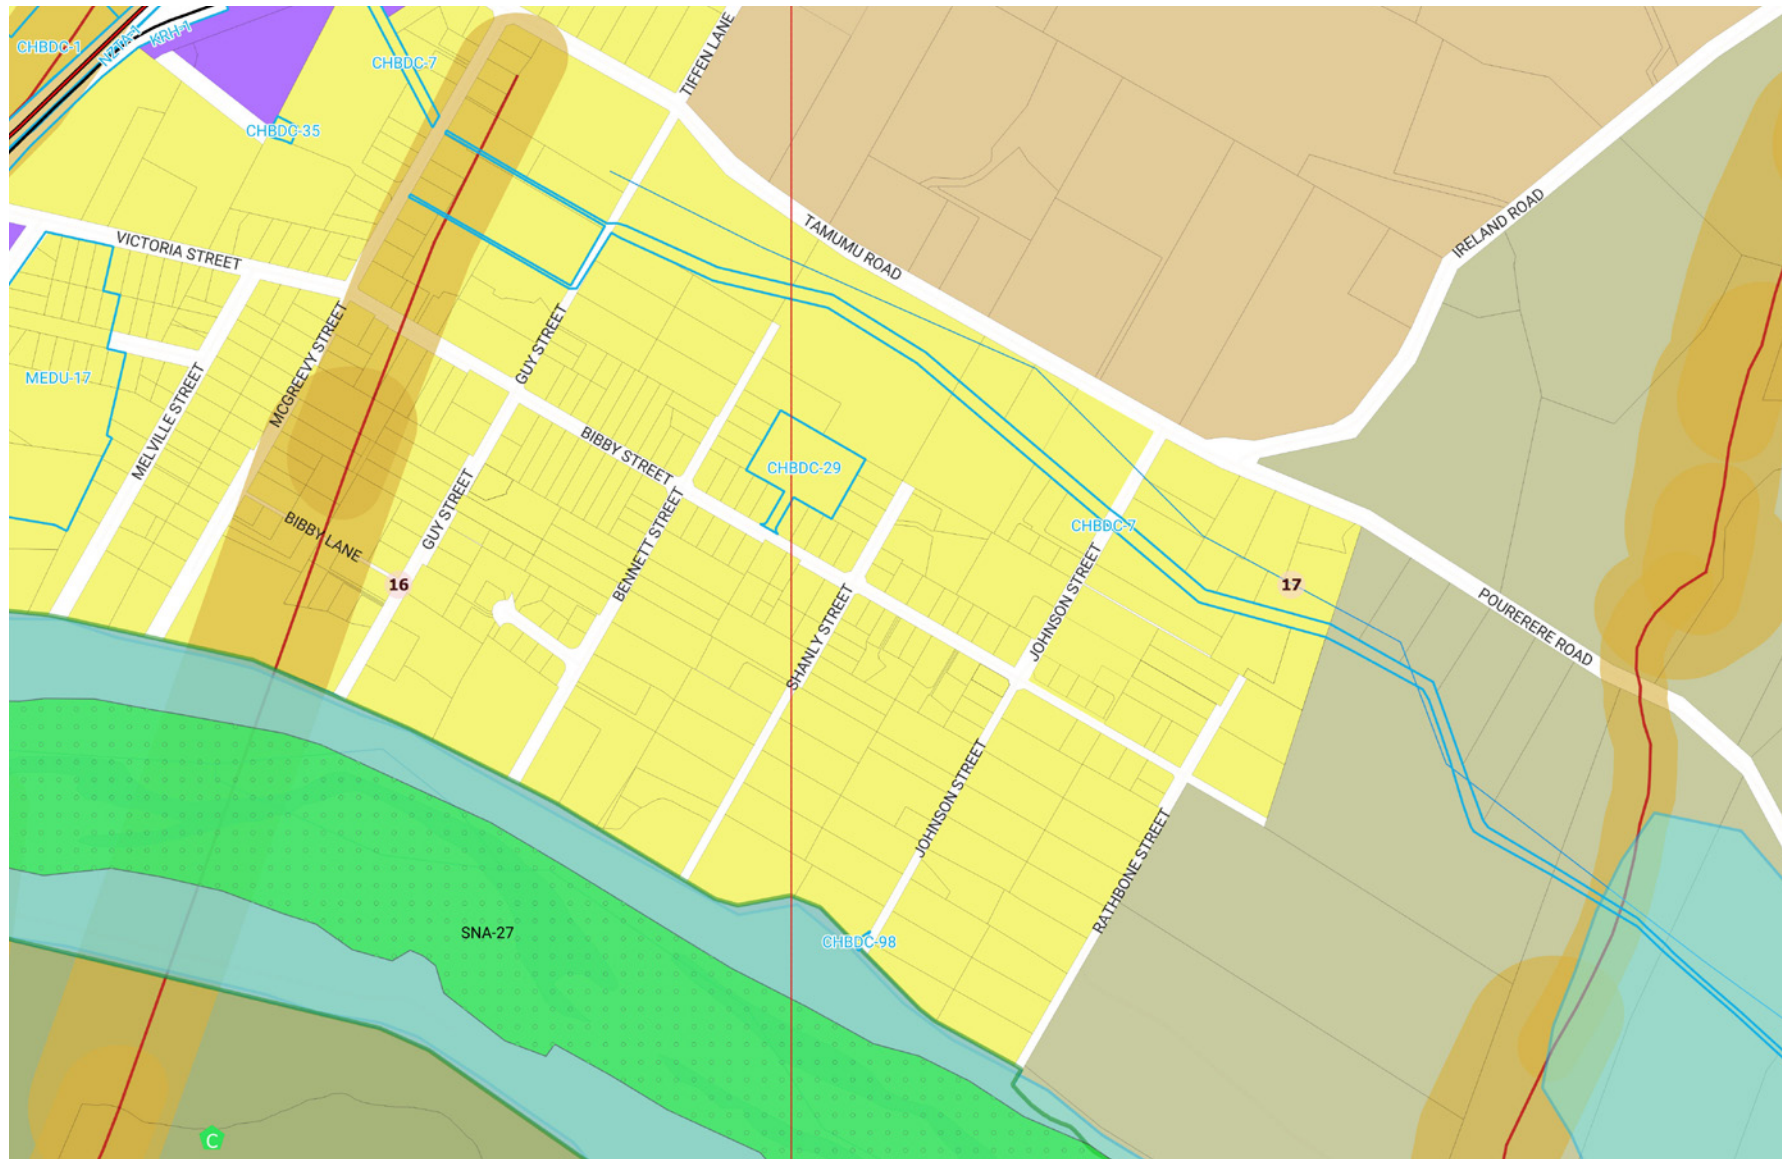 CHBDC-1
NZTA-1
KRH-1
CHBDC-7
TIFFEN LANE
CHBDC-35
VICTORIA STREET
TAMUMU ROAD
IRELAND ROAD
MEDU-17
MELVILLE STREET
MCGREEVY STREET
GUY STREET
BIBBY STREET
CHBDC-29
GUY STREET
BENNETT STREET
CHBDC-7
BIBBY LANE
16
17
SHANLY STREET
JOHNSON STREET
POURERERE ROAD
JOHNSON STREET
RATHBONE STREET
SNA-27
CHBDC-98
C